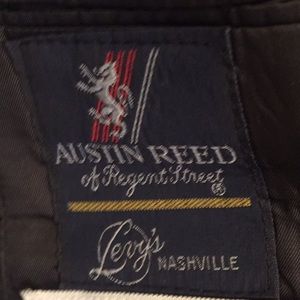 AUSTIN REED
of Regent Street ®
Levy's NASHVILLE